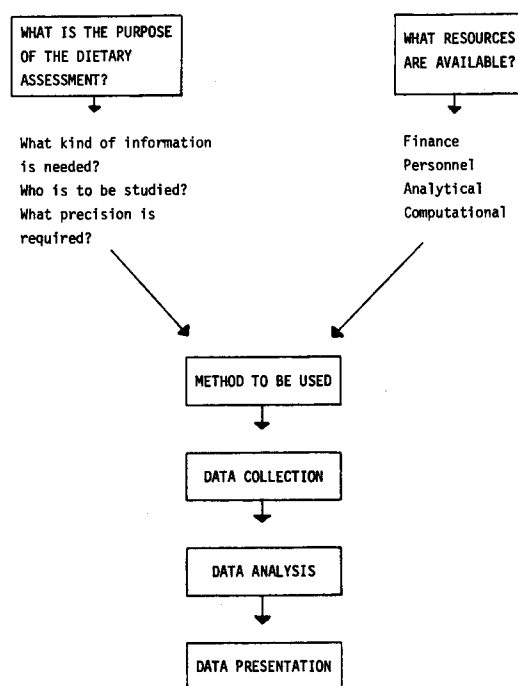 WHAT IS THE PURPOSE
OF THE DIETARY
ASSESSMENT?
What kind of information
is needed?
Who is to be studied?
What precision is
required?
WHAT RESOURCES
ARE AVAILABLE?
Finance
Personnel
Analytical
Computational
METHOD TO BE USED
DATA COLLECTION
DATA ANALYSIS
DATA PRESENTATION